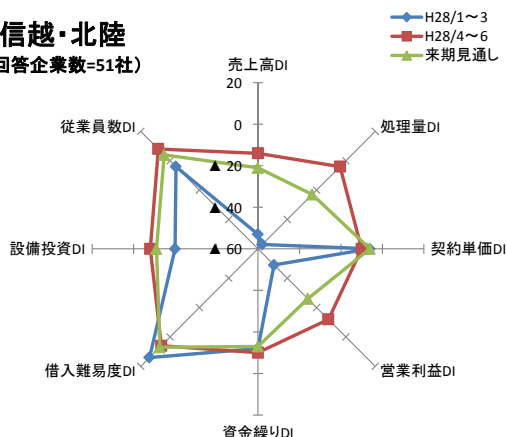 信越・北陸
回答企業数=51社）
H28/1～3
H28/4～6
来期見通し
売上高DI
処理量DI
契約単価DI
営業利益DI
資金繰りDI
借入難易度DI
設備投資DI
従業員数DI
20
0
▲ 20
▲ 40
▲ 60